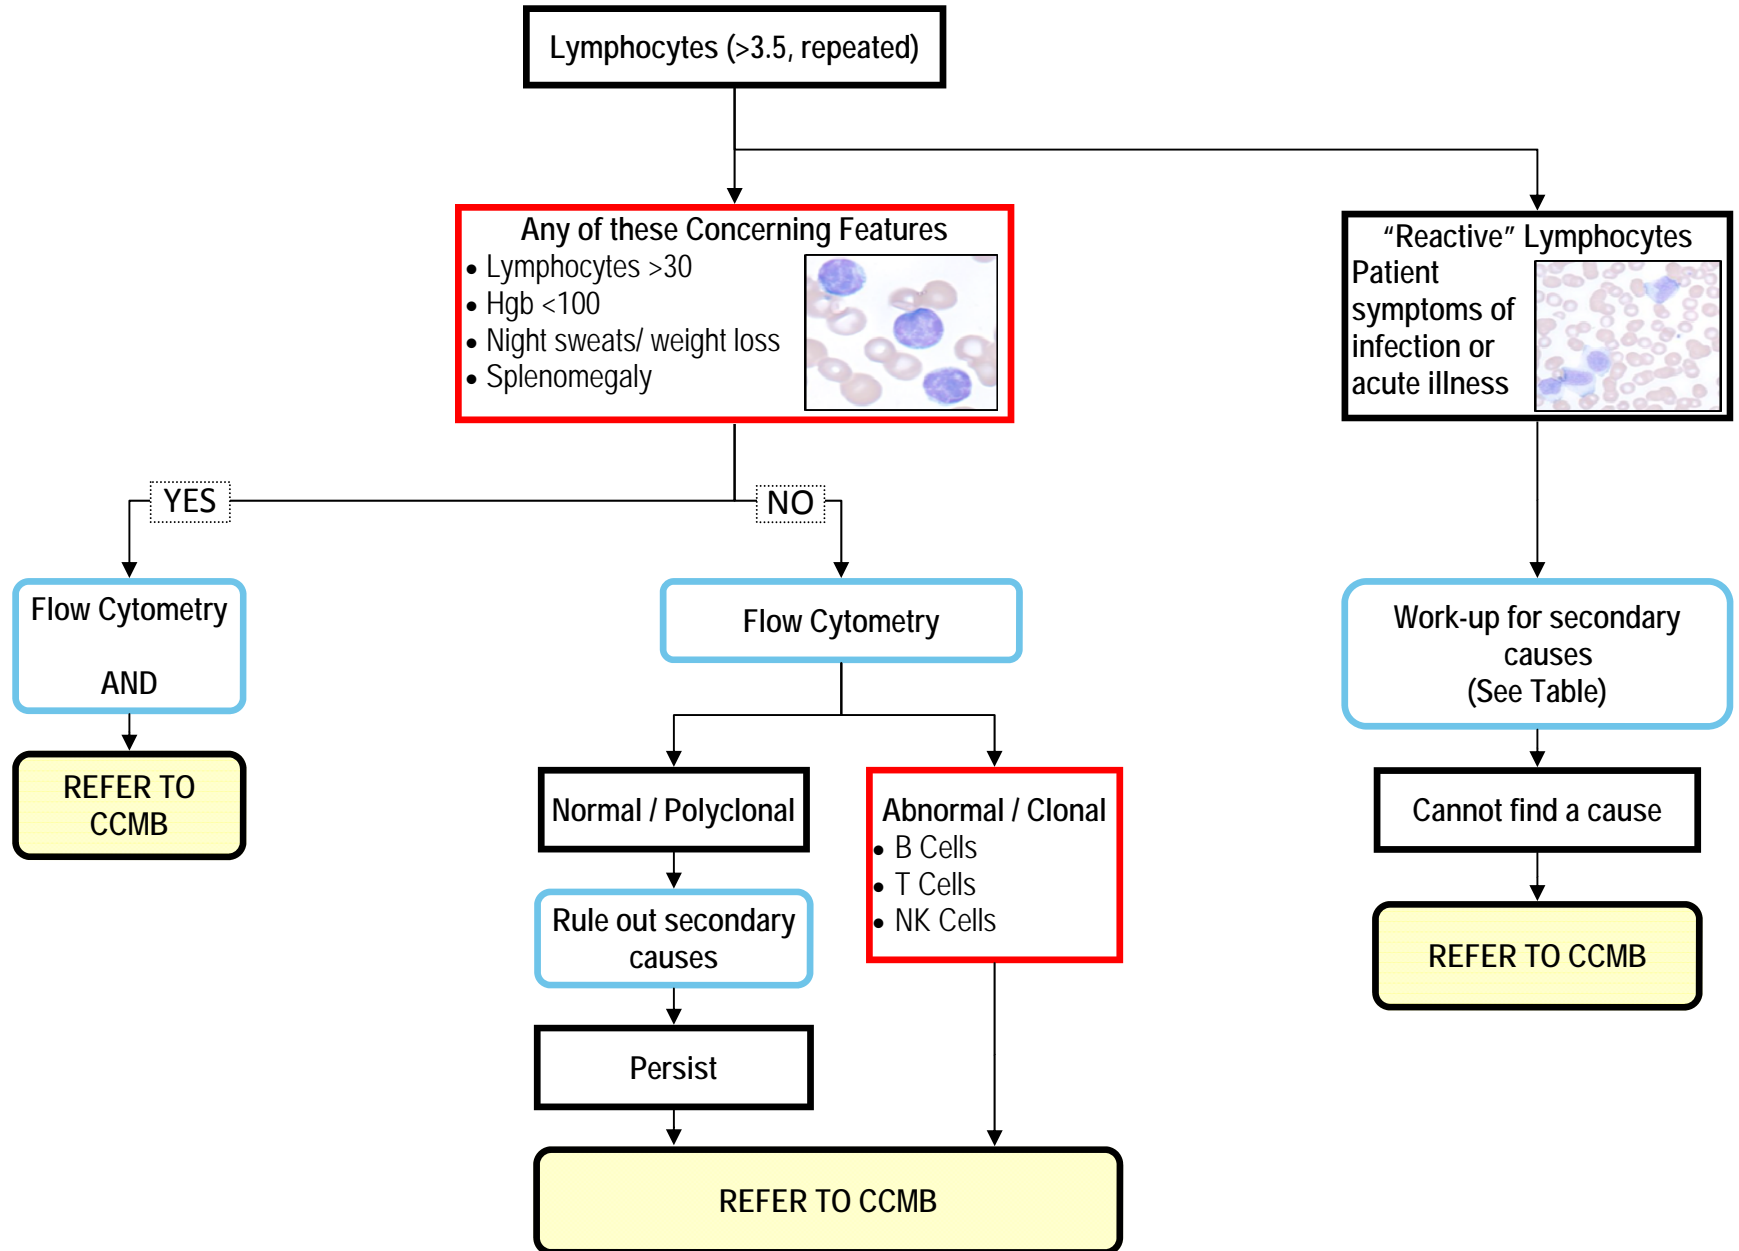 Lymphocytes (>3.5, repeated)
Any of these Concerning Features
• Lymphocytes >30
• Hgb <100
• Night sweats/ weight loss
• Splenomegaly
“Reactive” Lymphocytes
Patient
symptoms of
infection or
acute illness
YES
NO
Flow Cytometry
AND
REFER TO
CCMB
Flow Cytometry
Normal / Polyclonal
Rule out secondary
causes
Persist
Abnormal / Clonal
• B Cells
• T Cells
• NK Cells
REFER TO CCMB
Work-up for secondary
causes
(See Table)
Cannot find a cause
REFER TO CCMB